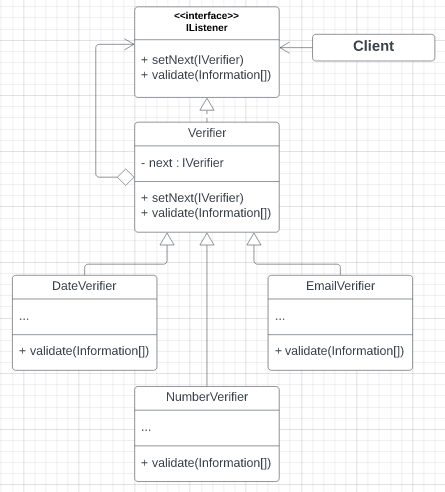 <<interface>>
IListener
+ setNext(IVerifier)
+ validate(Information[])
Client
Verifier
- next : IVerifier
+ setNext(IVerifier)
+ validate(Information[])
DateVerifier
...
+ validate(Information[])
EmailVerifier
...
+ validate(Information[])
NumberVerifier
...
+ validate(Information[])